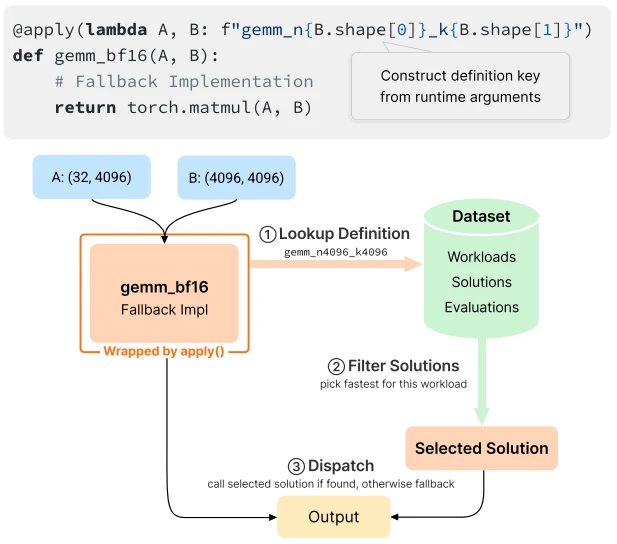 @apply(lambda A, B: f"gemm_n{B.shape[0]}_k{B.shape[1]}")
def gemm_bf16(A, B):
    # Fallback Implementation
    return torch.matmul(A, B)
Construct definition key
from runtime arguments
A: (32, 4096)
B: (4096, 4096)
① Lookup Definition
gemm_n4096_k4096
Dataset
Workloads
Solutions
Evaluations
gemm_bf16
Fallback Impl
Wrapped by apply()
② Filter Solutions
pick fastest for this workload
Selected Solution
③ Dispatch
call selected solution if found, otherwise fallback
Output